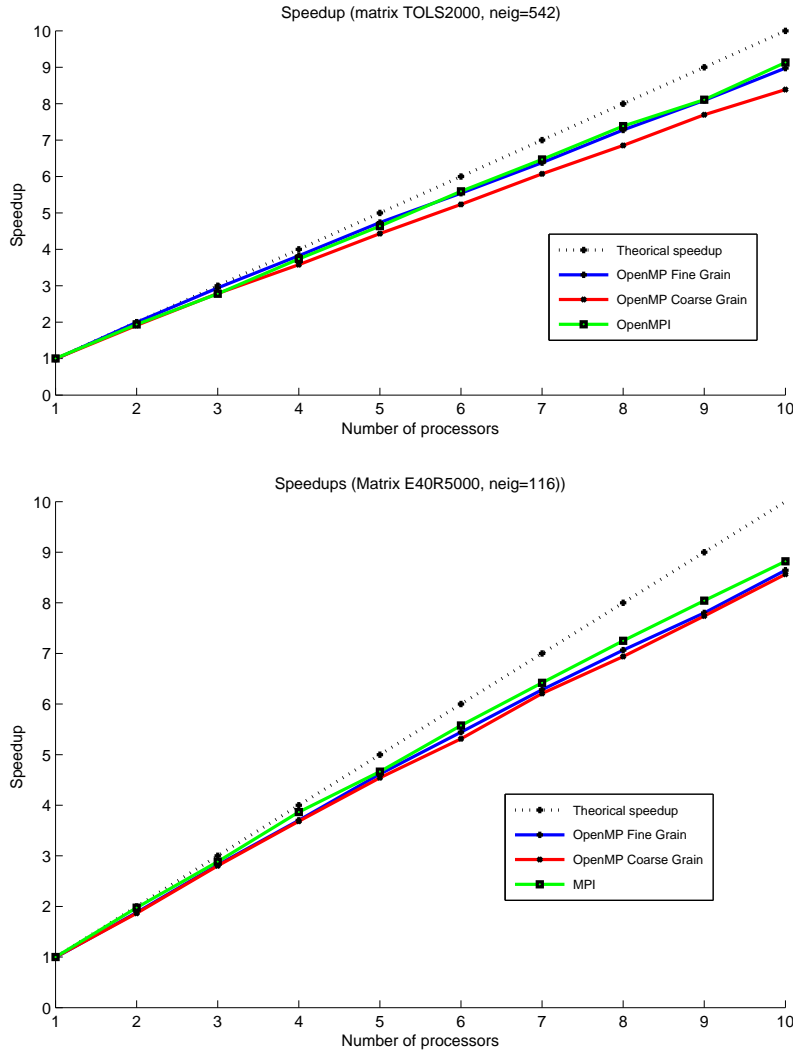 Speedup (matrix TOLS2000, neig=542)
10
9
8
7
6
5
4
3
2
1
0
Speedup
Theorical speedup
OpenMP Fine Grain
OpenMP Coarse Grain
OpenMPI
1 2 3 4 5 6 7 8 9 10
Number of processors
Speedups (Matrix E40R5000, neig=116))
10
9
8
7
6
5
4
3
2
1
0
Speedup
Theorical speedup
OpenMP Fine Grain
OpenMP Coarse Grain
MPI
1 2 3 4 5 6 7 8 9 10
Number of processors